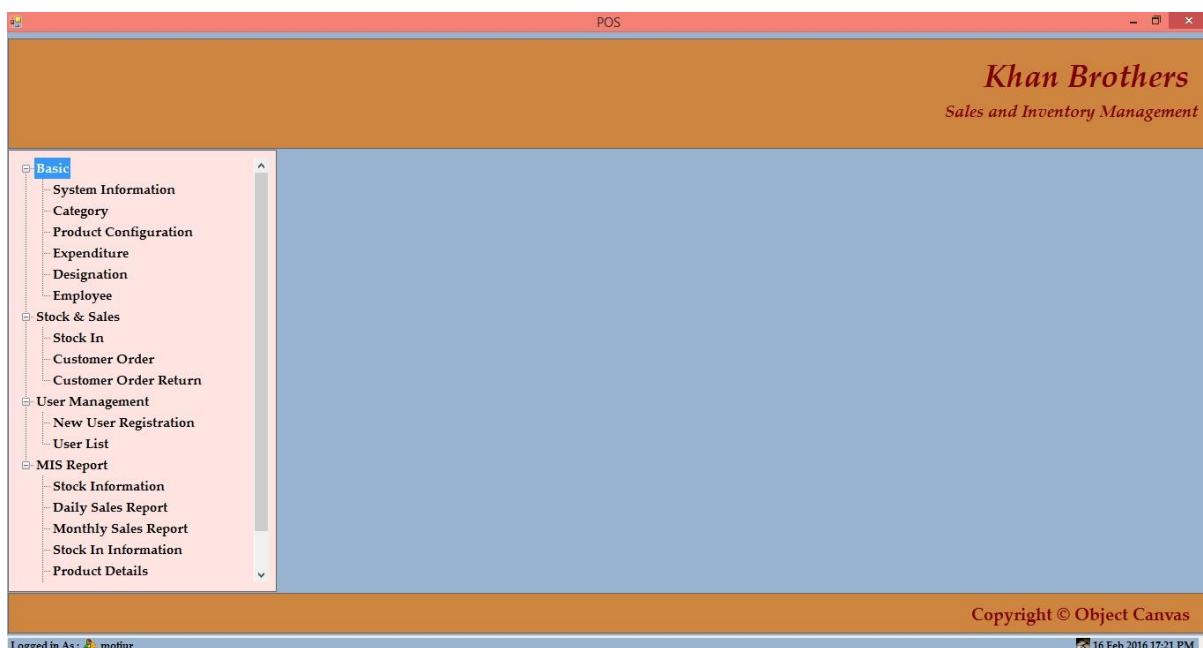 POS
Khan Brothers
Sales and Inventory Management
Basic
System Information
Category
Product Configuration
Expenditure
Designation
Employee
Stock & Sales
Stock In
Customer Order
Customer Order Return
User Management
New User Registration
User List
MIS Report
Stock Information
Daily Sales Report
Monthly Sales Report
Stock In Information
Product Details
Copyright © Object Canvas
Logged in As : motiur
16 Feb 2016 17:21 PM